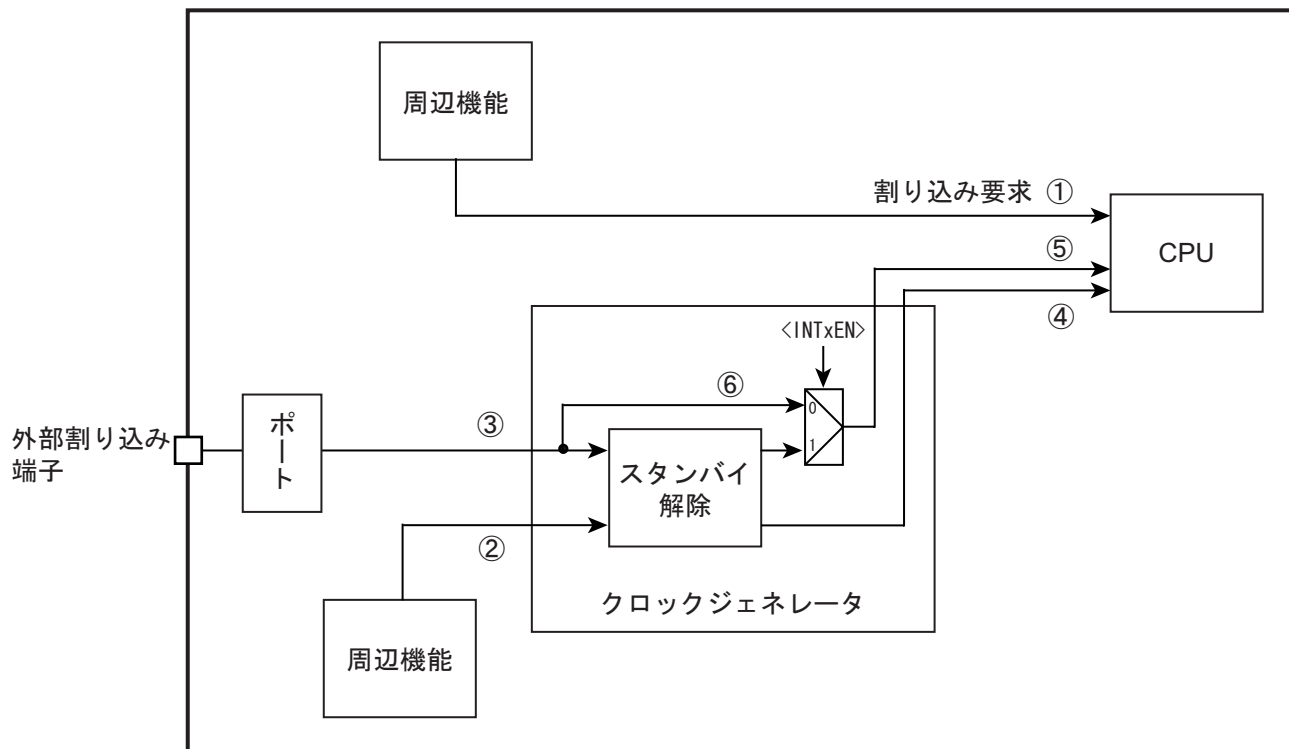 周辺機能
割り込み要求 ①
CPU
⑤
④
<INTxEN>
⑥
0
1
外部割り込み
端子
ポート
③
スタンバイ
解除
②
クロックジェネレータ
周辺機能